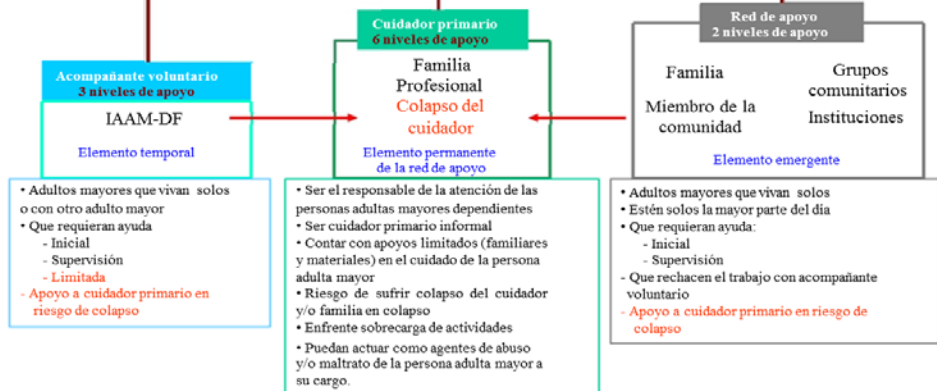 Acompañante voluntario
3 niveles de apoyo
IAAM-DF
Elemento temporal
• Adultos mayores que vivan solos
o con otro adulto mayor
• Que requieran ayuda
- Inicial
- Supervisión
- Limitada
- Apoyo a cuidador primario en
riesgo de colapso
Cuidador primario
6 niveles de apoyo
Familia
Profesional
Colapso del
cuidador
Elemento permanente
de la red de apoyo
• Ser el responsable de la atención de las
personas adultas mayores dependientes
• Ser cuidador primario informal
• Contar con apoyos limitados (familiares
y materiales) en el cuidado de la persona
adulta mayor
• Riesgo de sufrir colapso del cuidador
y/o familia en colapso
• Enfrente sobrecarga de actividades
• Puedan actuar como agentes de abuso
y/o maltrato de la persona adulta mayor a
su cargo.
Red de apoyo
2 niveles de apoyo
Familia
Miembro de la
comunidad
Grupos
comunitarios
Instituciones
Elemento emergente
• Adultos mayores que vivan solos
• Estén solos la mayor parte del día
• Que requieran ayuda:
- Inicial
- Supervisión
- Que rechacen el trabajo con acompañante
voluntario
- Apoyo a cuidador primario en riesgo de
colapso